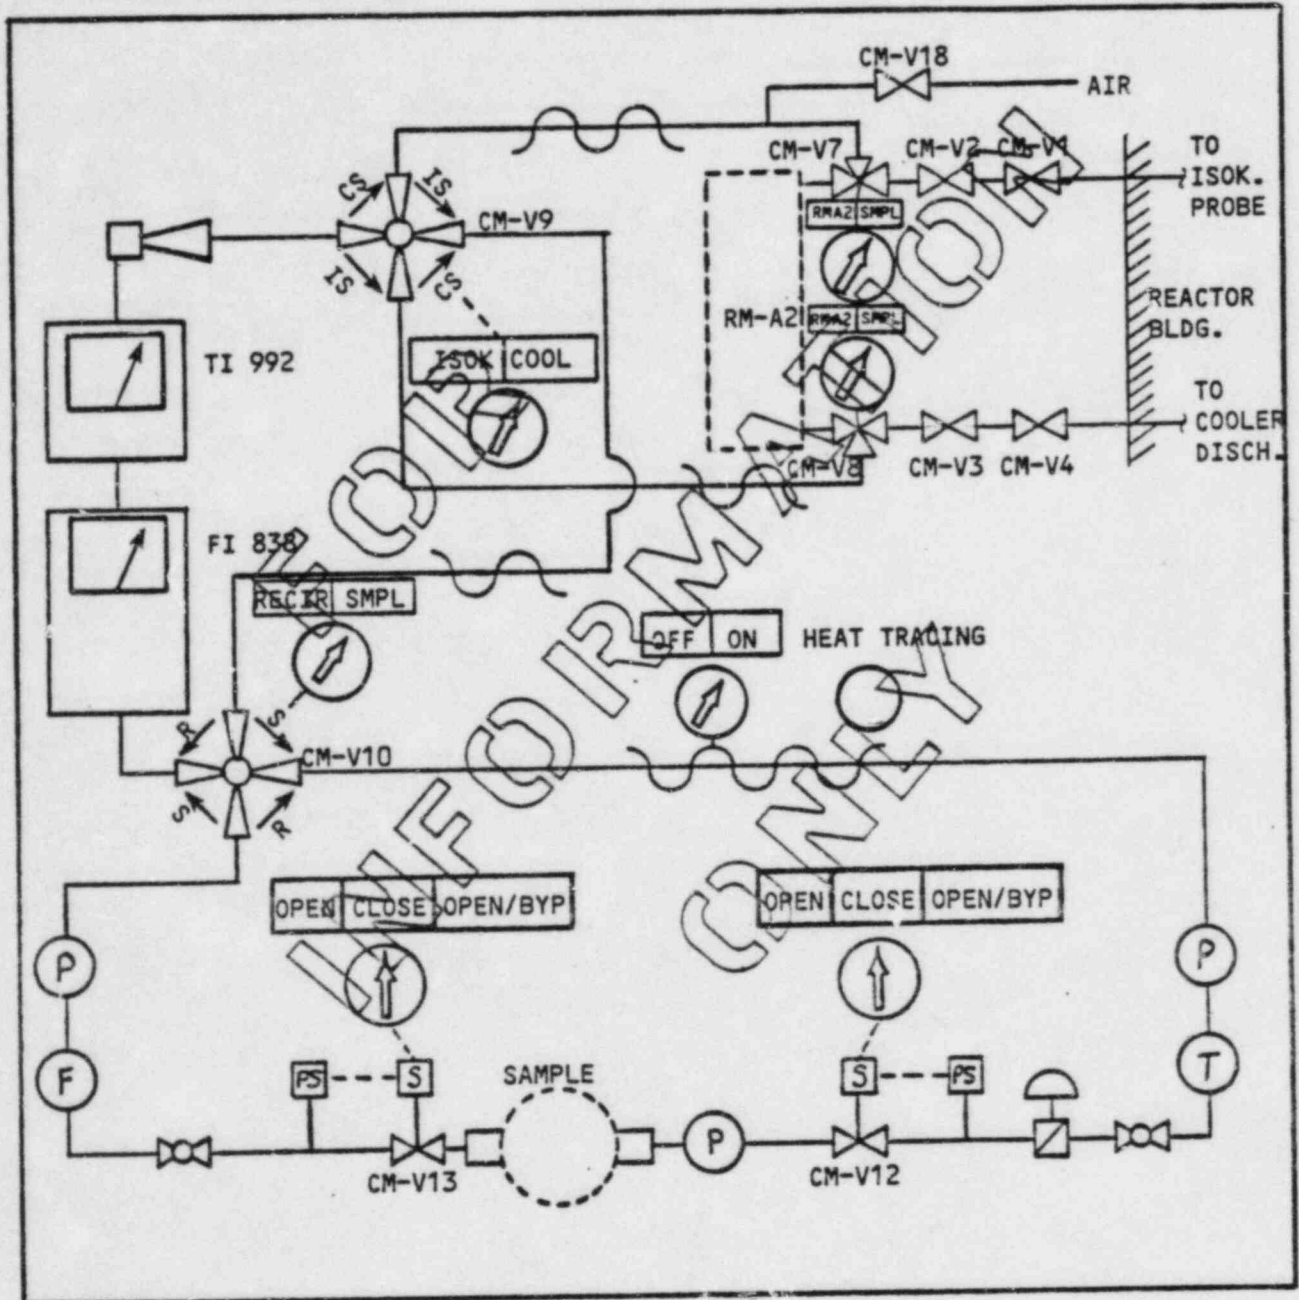 CM-V18
AIR
CM-V7
CM-V2
CM-V1
TO
ISOK.
PROBE
CS
IS
CM-V9
RMA2 SMPL
IS
CS
RM-A2
RMA2 SMPL
REACTOR
BLDG.
TI 992
ISOK COOL
TO
COOLER
DISCH.
CM-V8
CM-V3
CM-V4
FI 838
RECIR SMPL
OFF ON
HEAT TRACING
R
S
CM-V10
S
R
OPEN CLOSE OPEN/BYP
OPEN CLOSE OPEN/BYP
P
P
F
PS
S
SAMPLE
S
PS
T
P
CM-V13
CM-V12
FOR
INFORMATION
ONLY